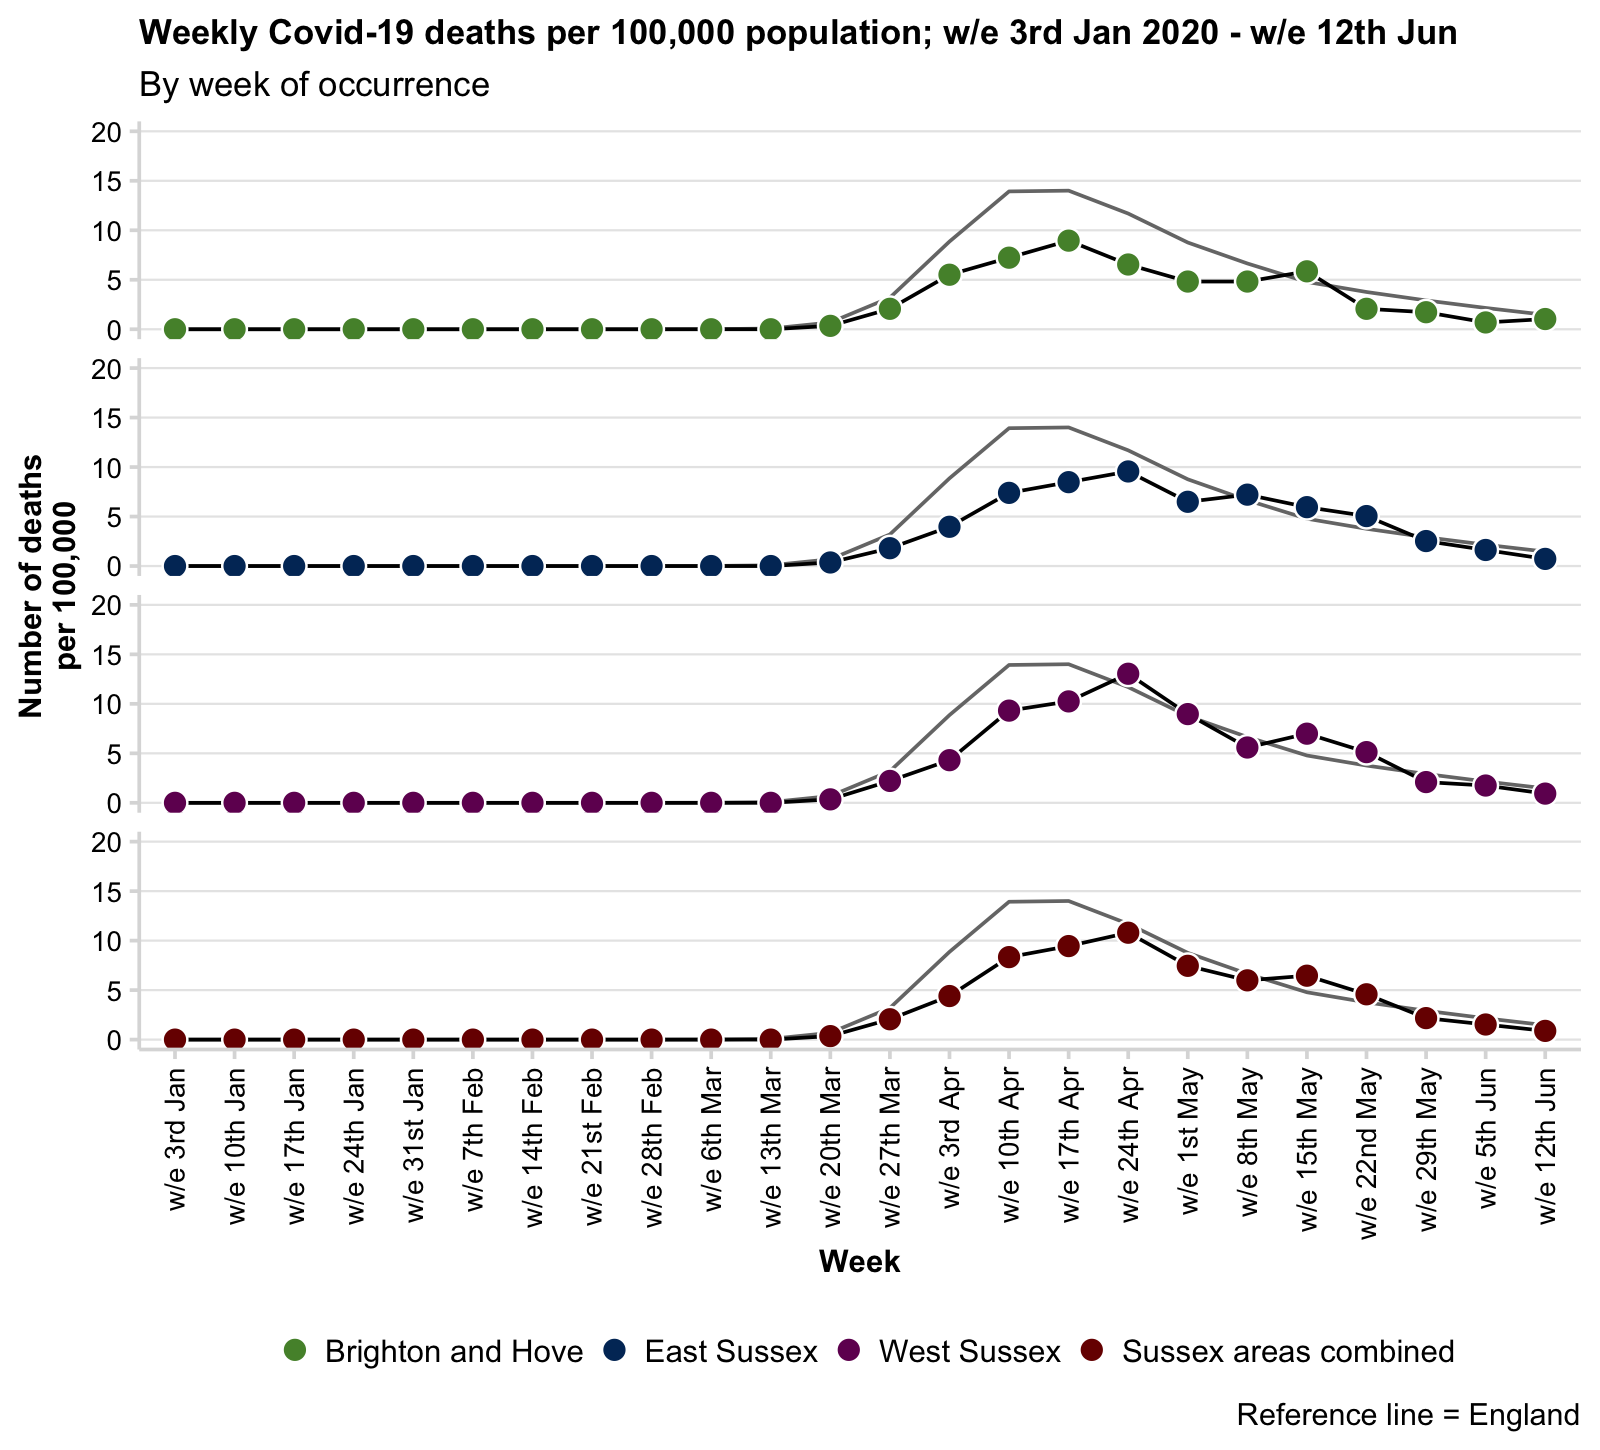 Weekly Covid-19 deaths per 100,000 population; w/e 3rd Jan 2020 - w/e 12th Jun
By week of occurrence
20
15
10
5
0
20
15
10
5
0
20
15
10
5
0
20
15
10
5
0
Number of deaths
per 100,000
w/e 3rd Jan
w/e 10th Jan
w/e 17th Jan
w/e 24th Jan
w/e 31st Jan
w/e 7th Feb
w/e 14th Feb
w/e 21st Feb
w/e 28th Feb
w/e 6th Mar
w/e 13th Mar
w/e 20th Mar
w/e 27th Mar
w/e 3rd Apr
w/e 10th Apr
w/e 17th Apr
w/e 24th Apr
w/e 1st May
w/e 8th May
w/e 15th May
w/e 22nd May
w/e 29th May
w/e 5th Jun
w/e 12th Jun
Week
Brighton and Hove East Sussex West Sussex Sussex areas combined
Reference line = England